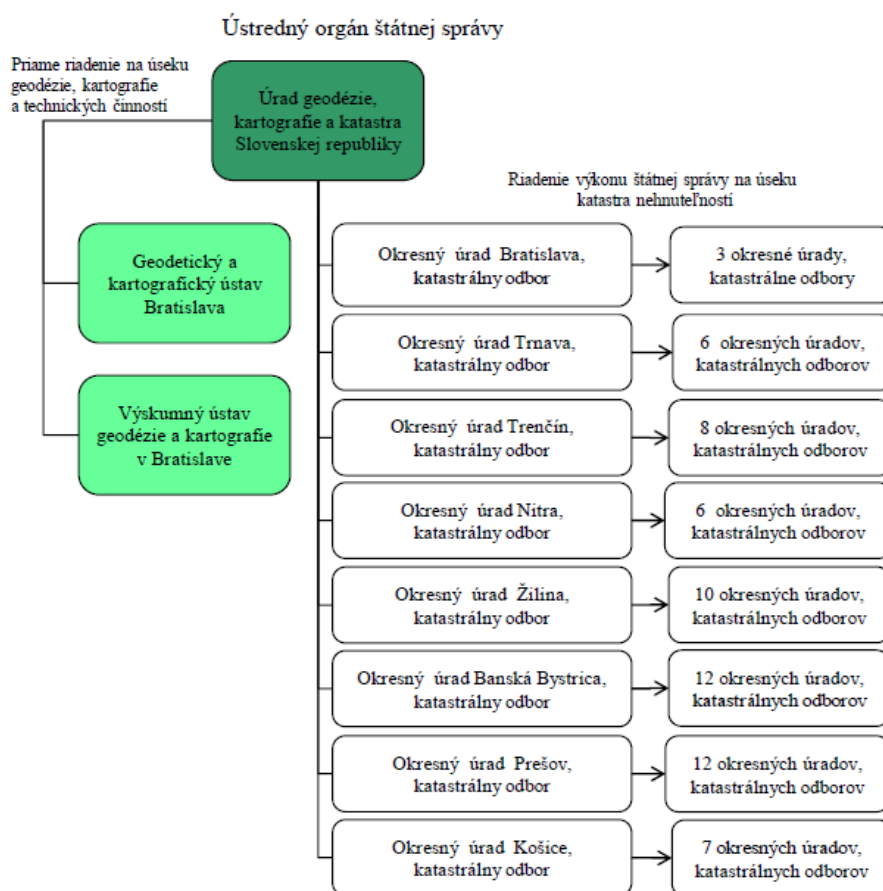 Ústredný orgán štátnej správy
Priame riadenie na úseku
geodézie, kartografie
a technických činností
Úrad geodézie,
kartografie a katastra
Slovenskej republiky
Riadenie výkonu štátnej správy na úseku
katastra nehnuteľností
Geodetický a
kartografický ústav
Bratislava
Výskumný ústav
geodézie a kartografie
v Bratislave
Okresný úrad Bratislava,
katastrálny odbor
3 okresné úrady,
katastrálne odbory
Okresný úrad Trnava,
katastrálny odbor
6 okresných úradov,
katastrálnych odborov
Okresný úrad Trenčín,
katastrálny odbor
8 okresných úradov,
katastrálnych odborov
Okresný úrad Nitra,
katastrálny odbor
6 okresných úradov,
katastrálnych odborov
Okresný úrad Žilina,
katastrálny odbor
10 okresných úradov,
katastrálnych odborov
Okresný úrad Banská Bystrica,
katastrálny odbor
12 okresných úradov,
katastrálnych odborov
Okresný úrad Prešov,
katastrálny odbor
12 okresných úradov,
katastrálnych odborov
Okresný úrad Košice,
katastrálny odbor
7 okresných úradov,
katastrálnych odborov